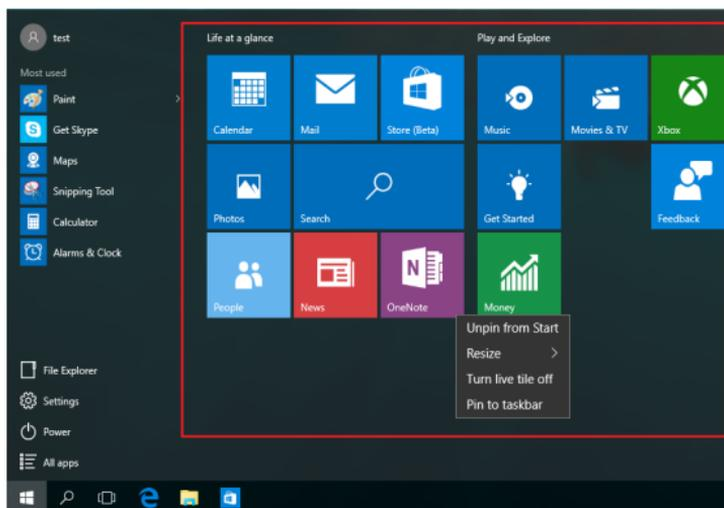 test
Most used
Paint
Get Skype
Maps
Snipping Tool
Calculator
Alarms & Clock
File Explorer
Settings
Power
All apps
Life at a glance
Calendar
Mail
Store (Beta)
Photos
Search
People
News
OneNote
Play and Explore
Music
Movies & TV
Xbox
Get Started
Feedback
Money
Unpin from Start
Resize
Turn live tile off
Pin to taskbar